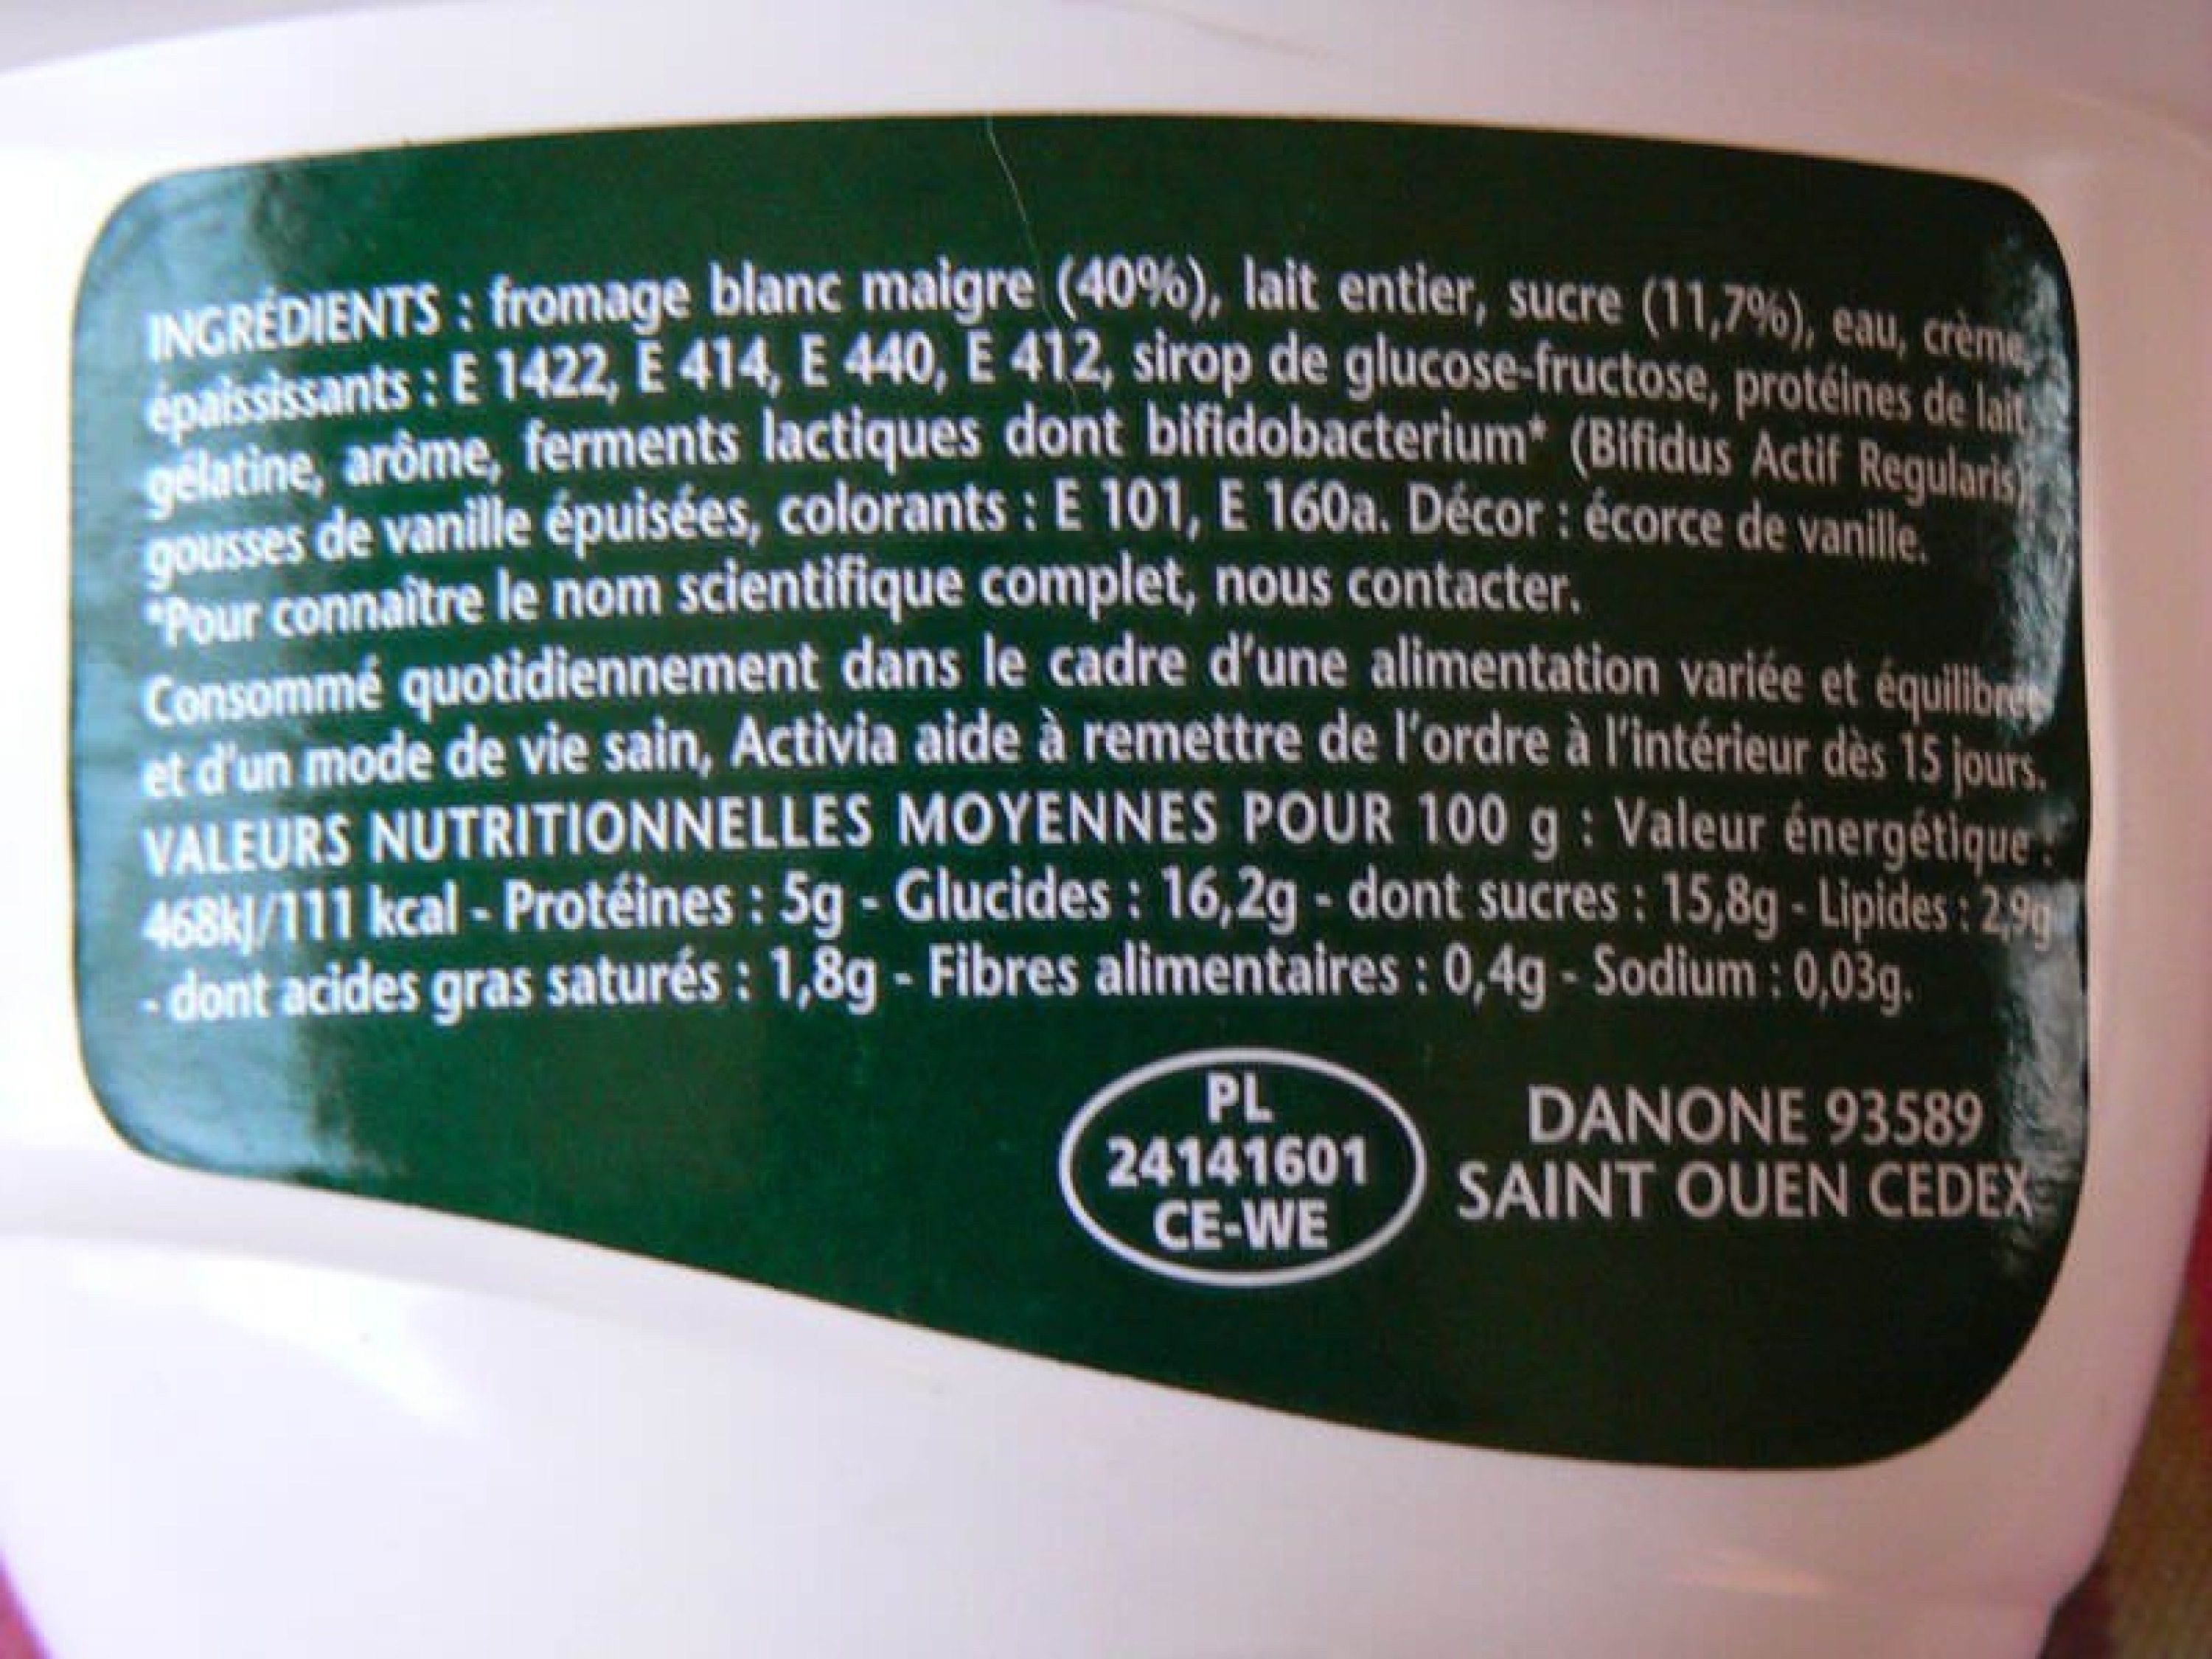 INGRÉDIENTS : fromage blanc maigre (40%), lait entier, sucre (11,7%), eau, crème,
épaississants : E 1422, E 414, E 440, E 412, sirop de glucose-fructose, protéines de lait,
gélatine, arôme, ferments lactiques dont bifidobacterium* (Bifidus Actif Regularis),
gousses de vanille épuisées, colorants : E 101, E 160a. Décor : écorce de vanille.
*Pour connaître le nom scientifique complet, nous contacter.
Consommé quotidiennement dans le cadre d'une alimentation variée et équilibrée
et d'un mode de vie sain, Activia aide à remettre de l'ordre à l'intérieur dès 15 jours.
VALEURS NUTRITIONNELLES MOYENNES POUR 100 g : Valeur énergétique :
468kJ/111 kcal - Protéines : 5g - Glucides : 16,2g - dont sucres : 15,8g - Lipides : 2,9g
- dont acides gras saturés : 1,8g - Fibres alimentaires : 0,4g - Sodium : 0,03g.
PL
24141601
CE-WE
DANONE 93589
SAINT OUEN CEDEX